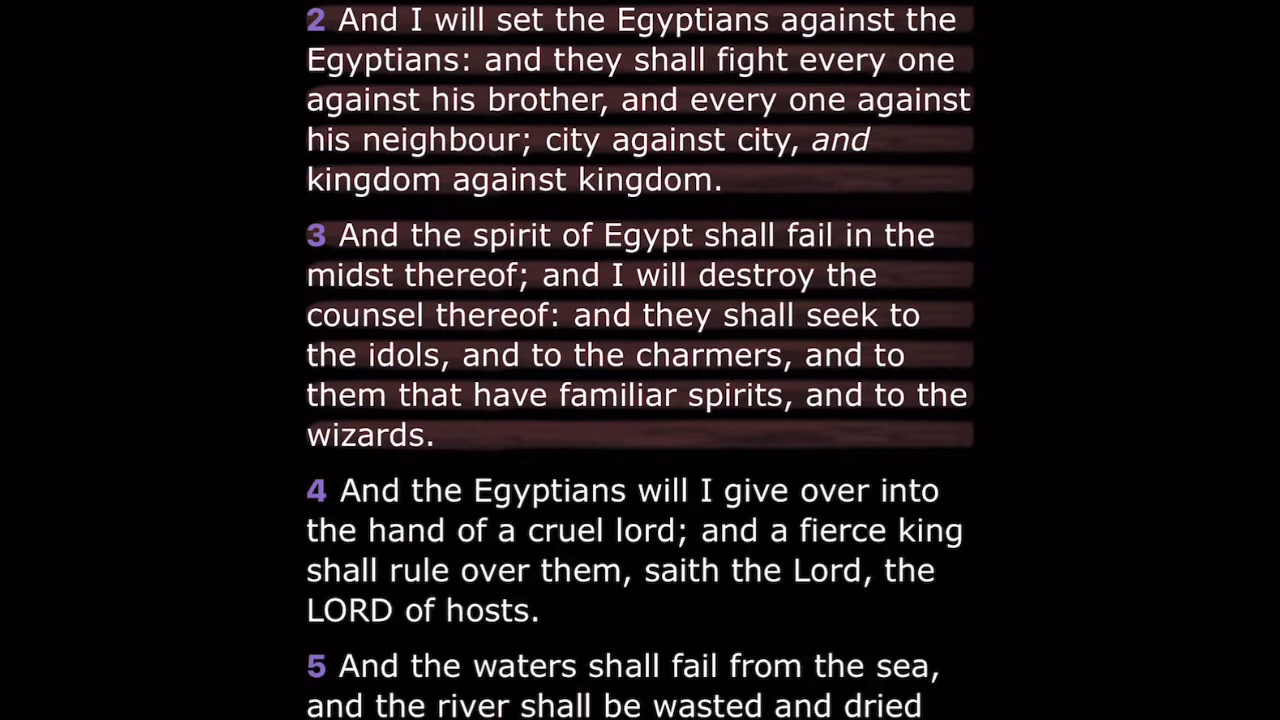 2 And I will set the Egyptians against the
Egyptians: and they shall fight every one
against his brother, and every one against
his neighbour; city against city, and
kingdom against kingdom.
3 And the spirit of Egypt shall fail in the
midst thereof; and I will destroy the
counsel thereof: and they shall seek to
the idols, and to the charmers, and to
them that have familiar spirits, and to the
wizards.
4 And the Egyptians will I give over into
the hand of a cruel lord; and a fierce king
shall rule over them, saith the Lord, the
LORD of hosts.
5 And the waters shall fail from the sea,
and the river shall be wasted and dried